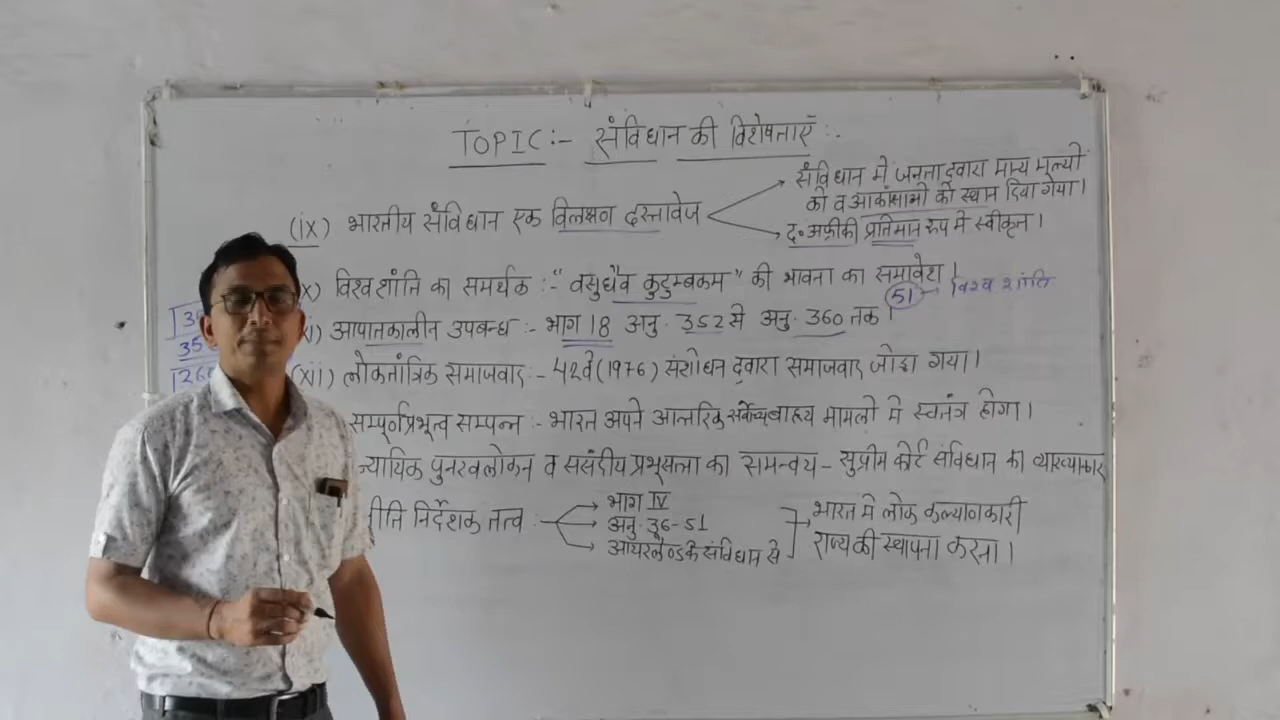 TOPIC:- संविधान की विशेषताएँ:-
संविधान में जनता द्वारा मान्य मूल्यों
को व आकांक्षाओं को स्थान दिया गया।
(ix) भारतीय संविधान एक विलक्षण दस्तावेज
द॰ अफ्रीकी प्रतिमान रूप में स्वीकृत।
x) विश्व शांति का समर्थक :- "वसुधैव कुटुम्बकम" की भावना का समावेश।
51 → विश्व शांति
xi) आपातकालीन उपबन्ध :- भाग 18 अनु॰ 352 से अनु॰ 360 तक।
35
(xii) लोकतांत्रिक समाजवाद:- 42वे (1976) संशोधन द्वारा समाजवाद जोड़ा गया।
सम्पूर्ण प्रभूत्व सम्पन्न :- भारत अपने आन्तरिक बाह्य मामलो मे स्वतंत्र होगा।
न्यायिक पुनरवलोकन व ससंदीय प्रभूसत्ता का समन्वय - सुप्रीम कोर्ट संविधान का व्याख्याकार
नीति निर्देशक तत्व :-
भाग IV
अनु॰ 36-51
आयरलैण्ड के संविधान से
भारत मे लोक कल्याणकारी
राज्य की स्थापना करना।